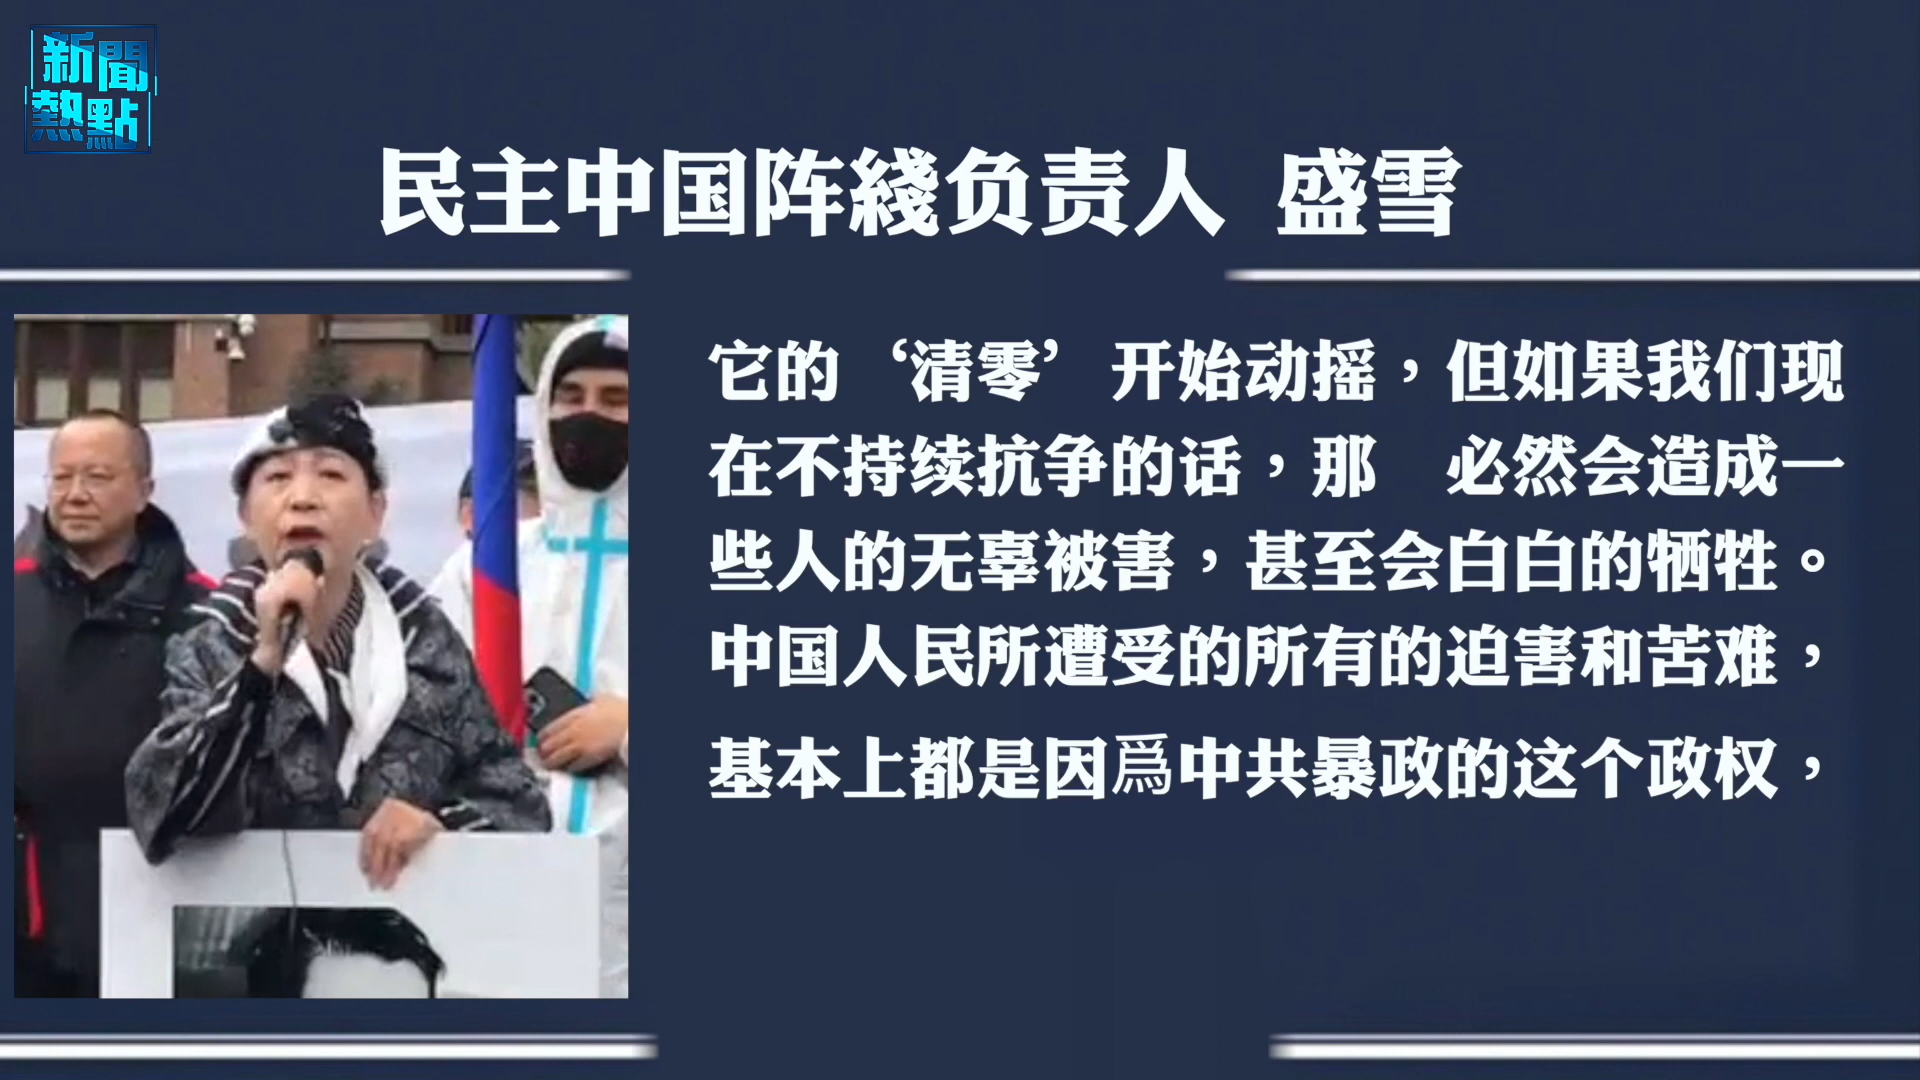 新聞
熱點
民主中国阵綫负责人 盛雪
它的‘清零’开始动摇，但如果我们现
在不持续抗争的话，那　必然会造成一
些人的无辜被害，甚至会白白的牺牲。
中国人民所遭受的所有的迫害和苦难，
基本上都是因爲中共暴政的这个政权，